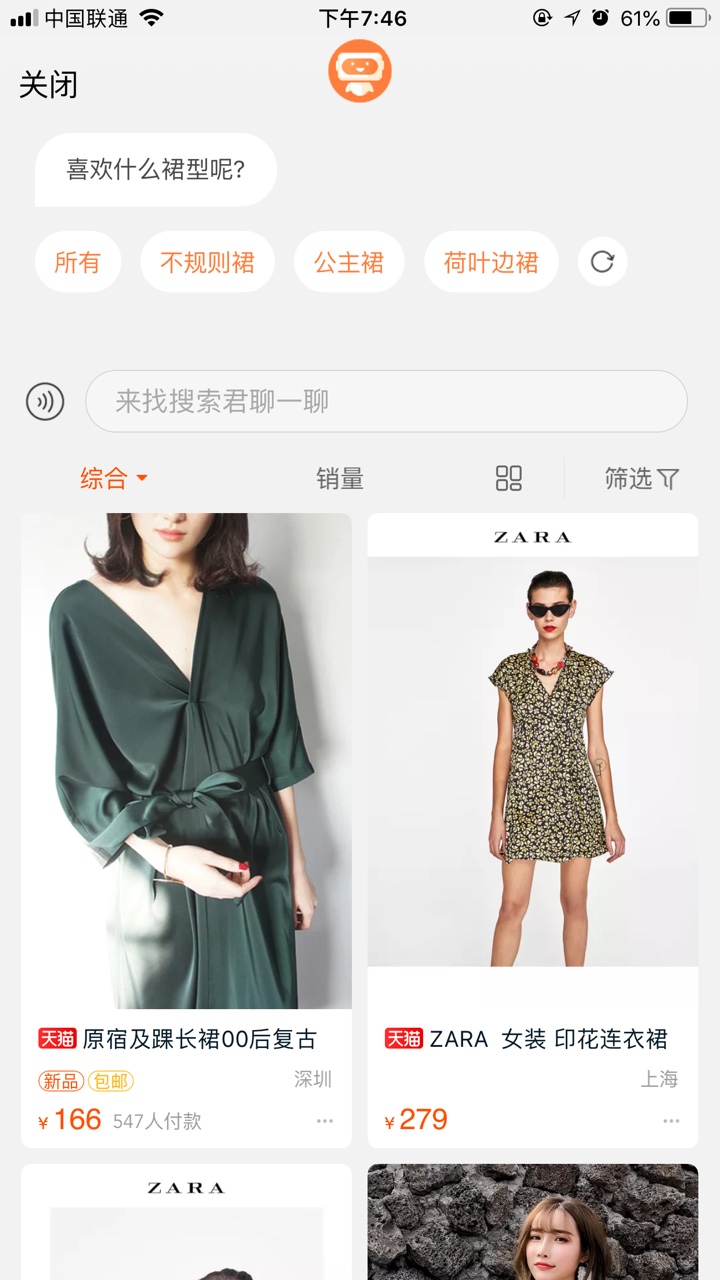 中国联通 下午7:46 61%
关闭
喜欢什么裙型呢?
所有 不规则裙 公主裙 荷叶边裙
来找搜索君聊一聊
综合 销量 筛选
ZARA
天猫 原宿及踝长裙00后复古
新品 包邮 深圳
¥166 547人付款
天猫 ZARA 女装 印花连衣裙
上海
¥279
ZARA